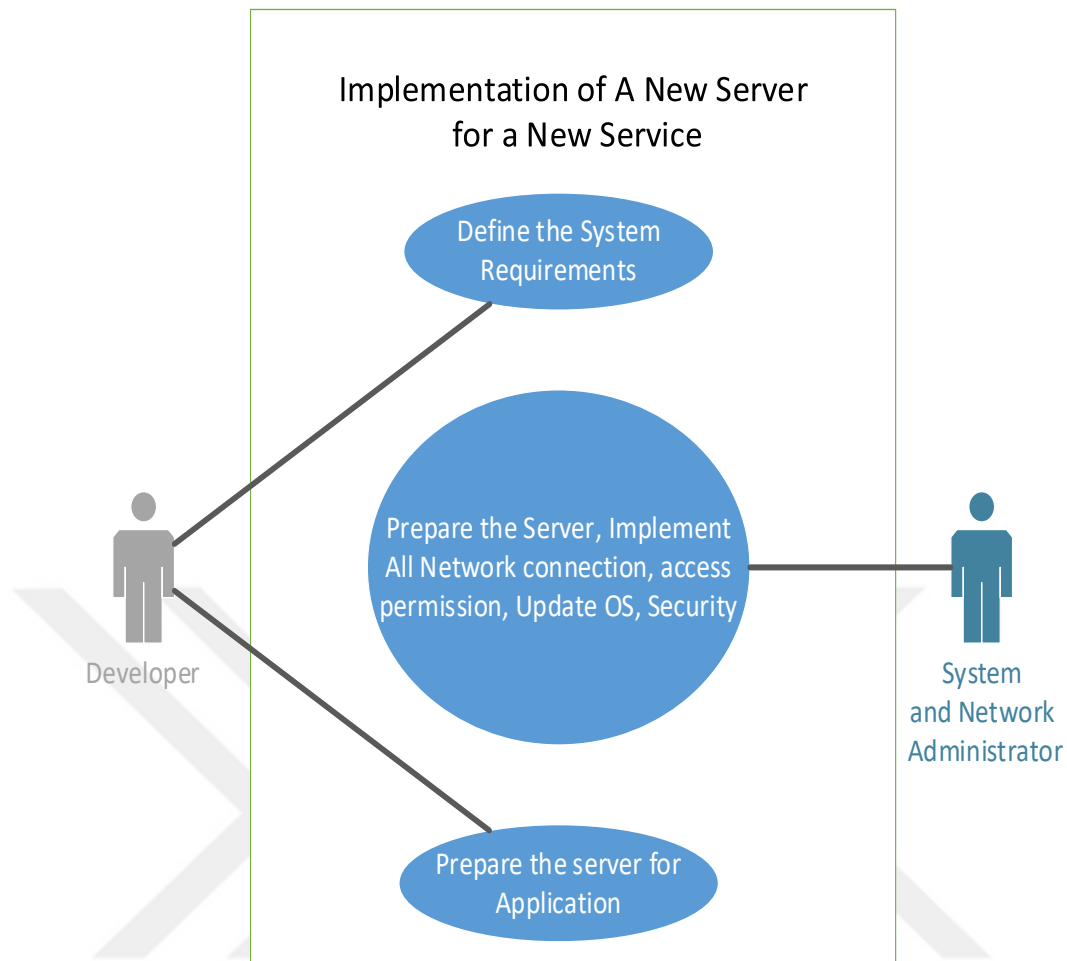 Implementation of A New Server
for a New Service
Define the System
Requirements
Prepare the Server, Implement
All Network connection, access
permission, Update OS, Security
Developer
System
and Network
Administrator
Prepare the server for
Application